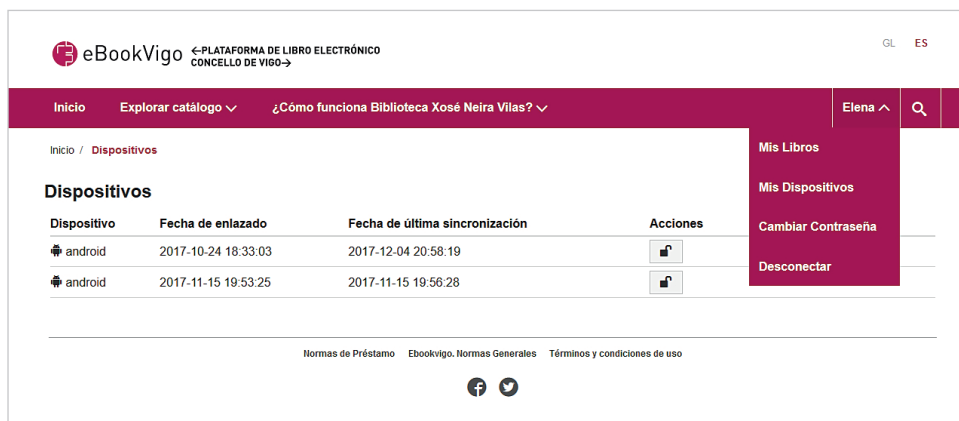 GL ES
eBookVigo
<-PLATAFORMA DE LIBRO ELECTRÓNICO
CONCELLO DE VIGO->
Inicio Explorar catálogo ¿Cómo funciona Biblioteca Xosé Neira Vilas? Elena
Inicio / Dispositivos
Mis Libros
Mis Dispositivos
Cambiar Contraseña
Desconectar
Dispositivos
Dispositivo Fecha de enlazado Fecha de última sincronización Acciones
android 2017-10-24 18:33:03 2017-12-04 20:58:19
android 2017-11-15 19:53:25 2017-11-15 19:56:28
Normas de Préstamo Ebookvigo. Normas Generales Términos y condiciones de uso